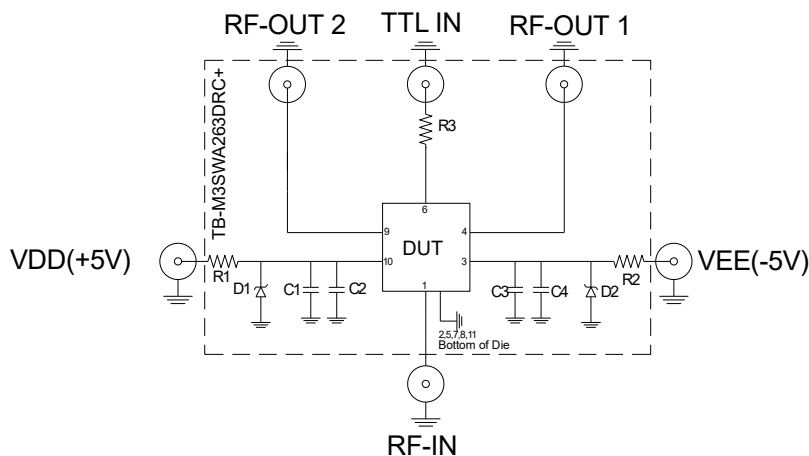 RF-OUT 2
TTL IN
RF-OUT 1
TB-M3SWA263DRC+
R3
6
9
4
DUT
VDD(+5V)
R1
10
3
R2
VEE(-5V)
D1
C1
C2
1
C3
C4
D2
2,5,7,8,11
Bottom of Die
RF-IN